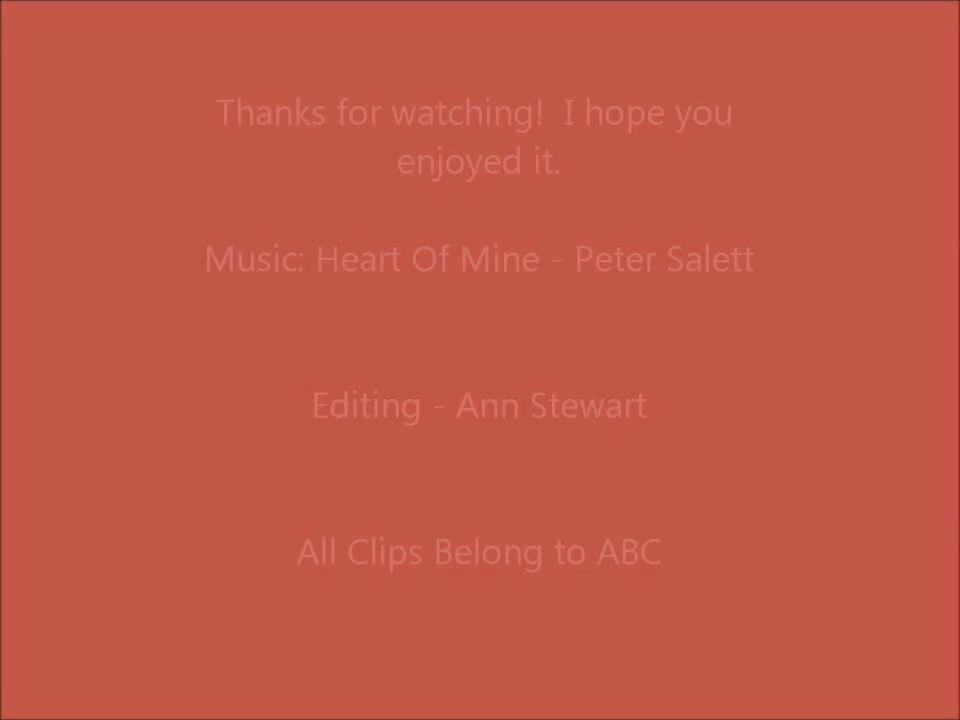 Thanks for watching!  I hope you
enjoyed it.
Music: Heart Of Mine - Peter Salett
Editing - Ann Stewart
All Clips Belong to ABC